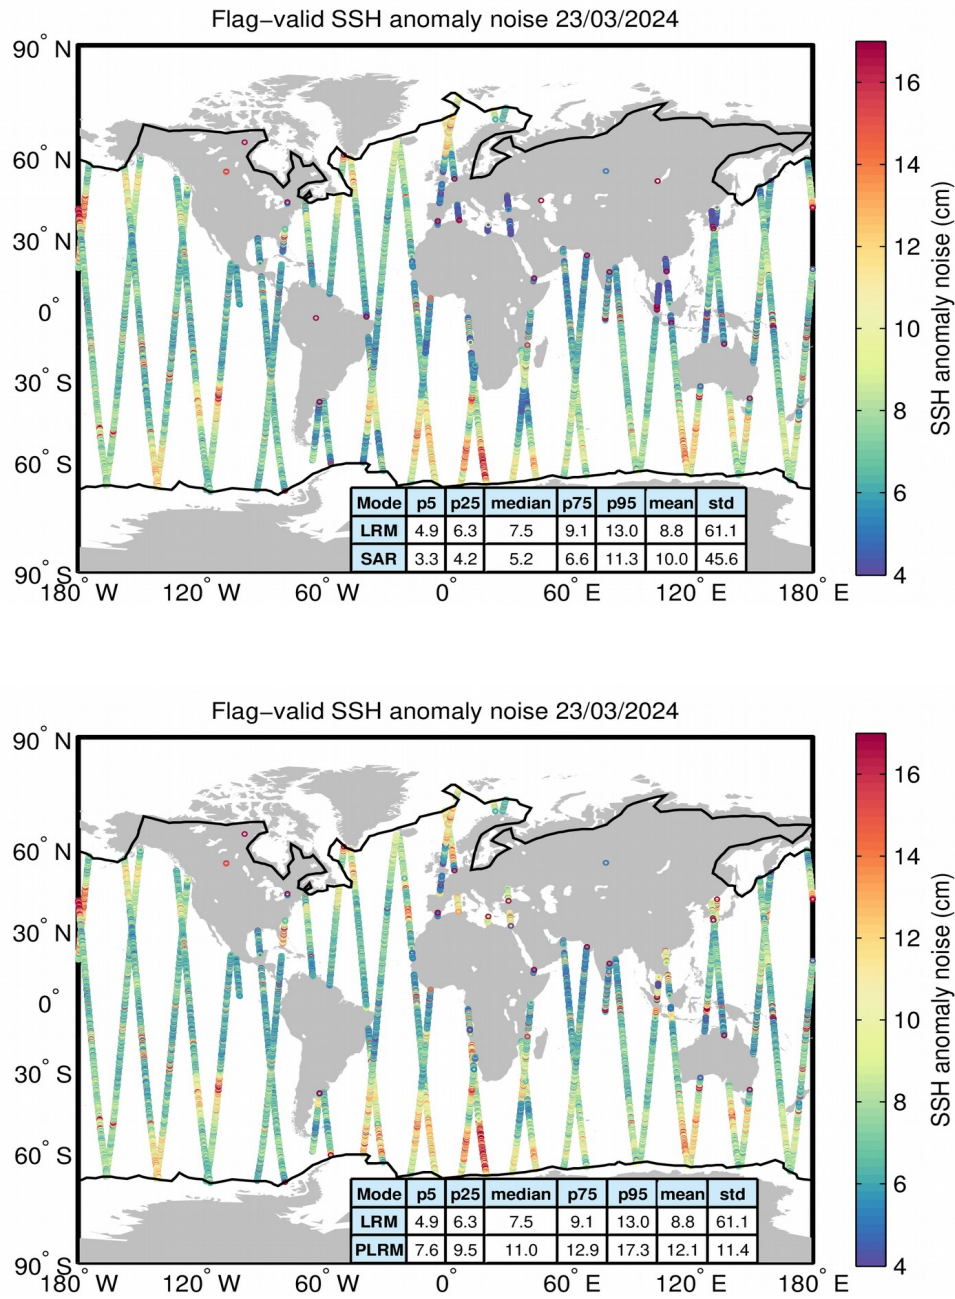 Flag−valid SSH anomaly noise 23/03/2024
90° N
60° N
30° N
0°
30° S
60° S
90° S
180° W
120° W
60° W
0°
60° E
120° E
180° E
16
14
12
10
8
6
4
SSH anomaly noise (cm)
Mode p5 p25 median p75 p95 mean std
LRM 4.9 6.3 7.5 9.1 13.0 8.8 61.1
SAR 3.3 4.2 5.2 6.6 11.3 10.0 45.6
Flag−valid SSH anomaly noise 23/03/2024
90° N
60° N
30° N
0°
30° S
60° S
90° S
180° W
120° W
60° W
0°
60° E
120° E
180° E
16
14
12
10
8
6
4
SSH anomaly noise (cm)
Mode p5 p25 median p75 p95 mean std
LRM 4.9 6.3 7.5 9.1 13.0 8.8 61.1
PLRM 7.6 9.5 11.0 12.9 17.3 12.1 11.4